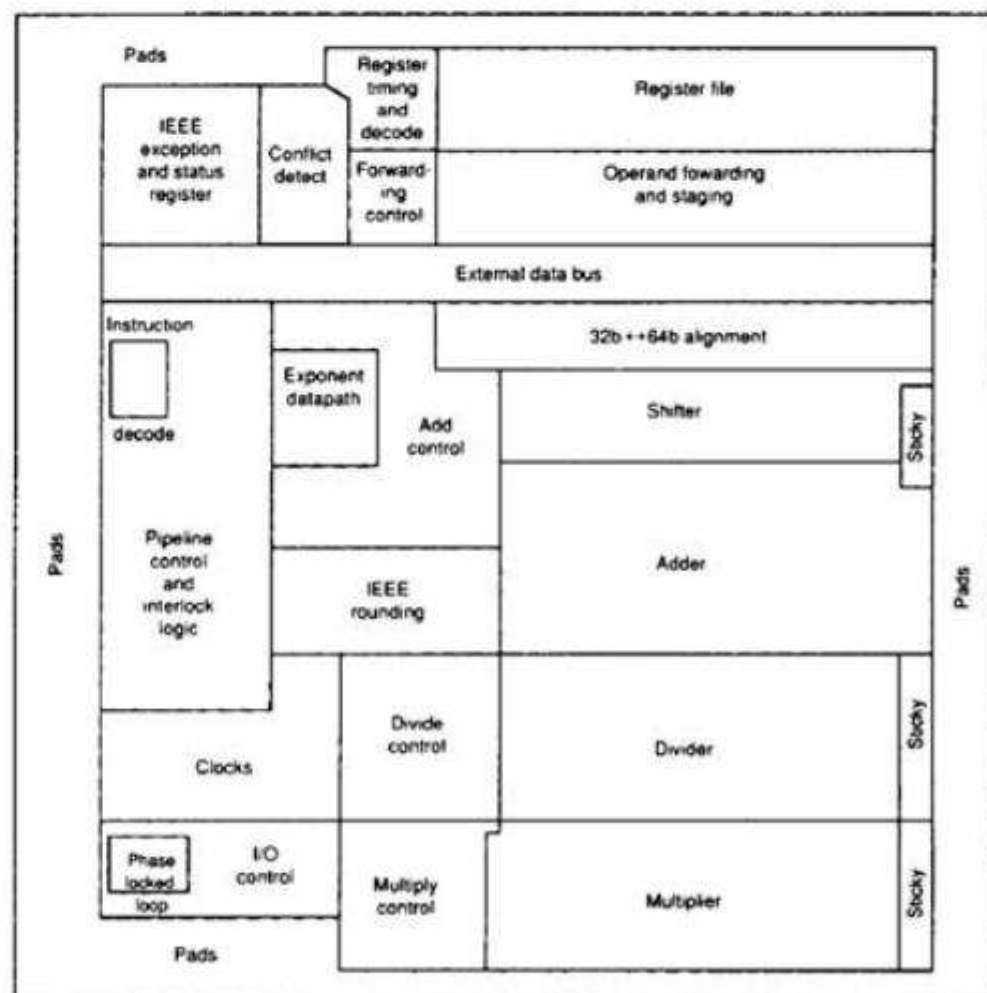 Pads
Register
timing
and
decode
Register file
IEEE
exception
and status
register
Conflict
detect
Forward-
ing
control
Operand fowarding
and staging
External data bus
Instruction
decode
32b ++64b alignment
Exponent
datapath
Add
control
Shifter
Sticky
Pads
Pipeline
control
and
interlock
logic
IEEE
rounding
Adder
Pads
Clocks
Divide
control
Divider
Sticky
Phase
locked
loop
I/O
control
Multiply
control
Multiplier
Sticky
Pads